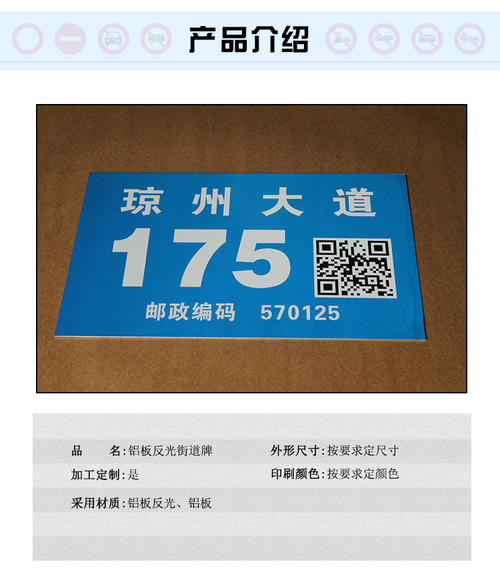 产品介绍
琼州大道
175
邮政编码 570125
品 名:铝板反光街道牌 外形尺寸:按要求定尺寸
加工定制:是 印刷颜色:按要求定颜色
采用材质:铝板反光、铝板